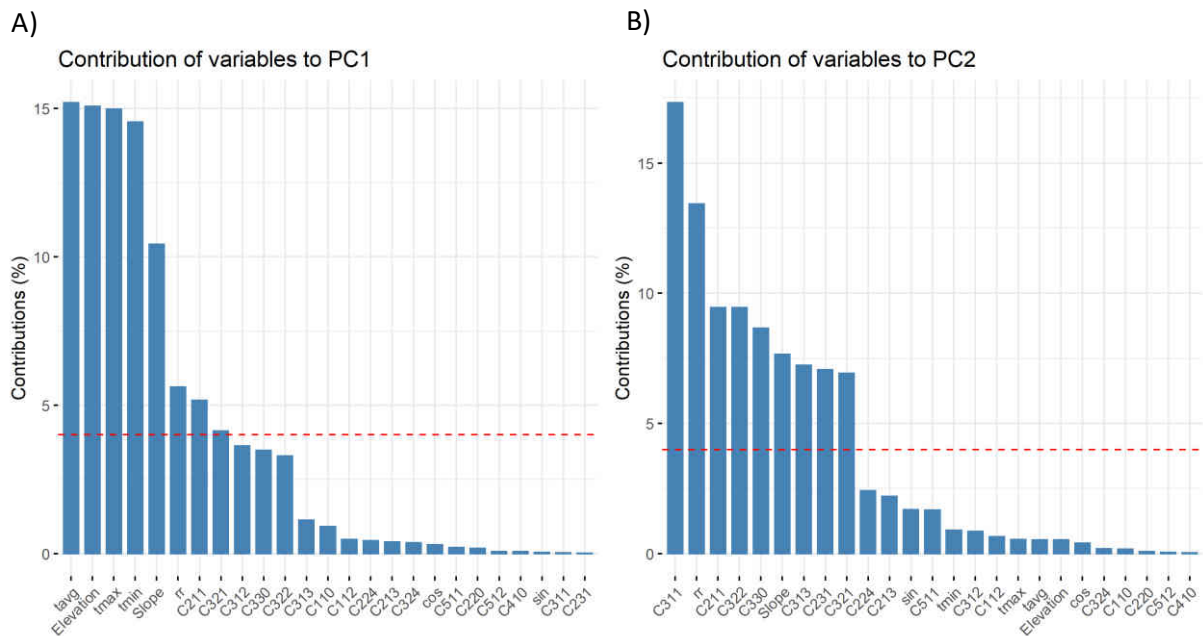 A)
Contribution of variables to PC1
Contributions (%)
15
10
5
0
tavg
Elevation
tmax
tmin
Slope
rr
C211
C321
C312
C330
C322
C313
C110
C112
C224
C213
C324
cos
C511
C220
C512
C410
sin
C311
C231
B)
Contribution of variables to PC2
Contributions (%)
15
10
5
0
C311
rr
C211
C322
C330
Slope
C313
C231
C321
C224
C213
sin
C511
tmin
C312
C112
tmax
tavg
Elevation
cos
C324
C110
C220
C512
C410